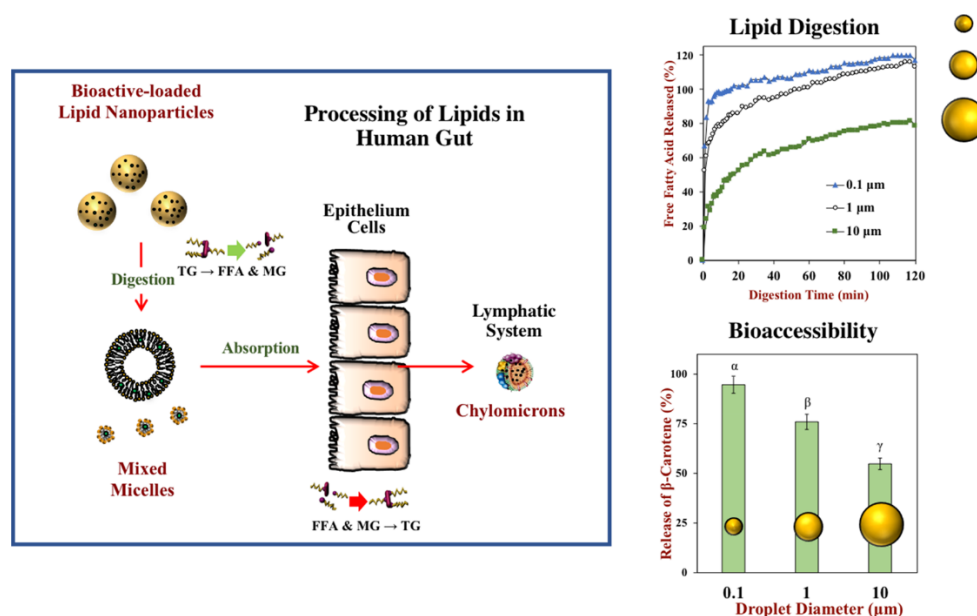 Bioactive-loaded
Lipid Nanoparticles
Processing of Lipids in
Human Gut
Epithelium
Cells
TG → FFA & MG
Digestion
Lymphatic
System
Absorption
Chylomicrons
Mixed
Micelles
FFA & MG → TG
Lipid Digestion
Free Fatty Acid Released (%)
120
100
80
60
40
20
0
0.1 µm
1 µm
10 µm
0 20 40 60 80 100 120
Digestion Time (min)
Bioaccessibility
Release of β-Carotene (%)
100
75
50
25
0
α
β
γ
0.1 1 10
Droplet Diameter (µm)